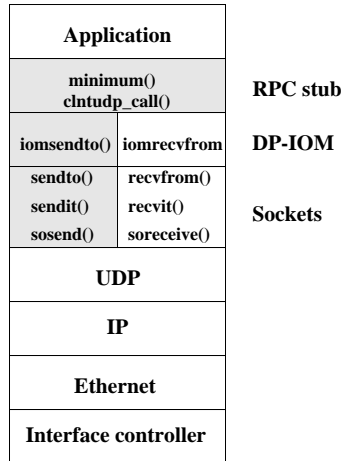 Application
minimum()
clntudp_call()
RPC stub
iomsendto() iomrecvfrom
DP-IOM
sendto() recvfrom()
sendit() recvit()
sosend() soreceive()
Sockets
UDP
IP
Ethernet
Interface controller